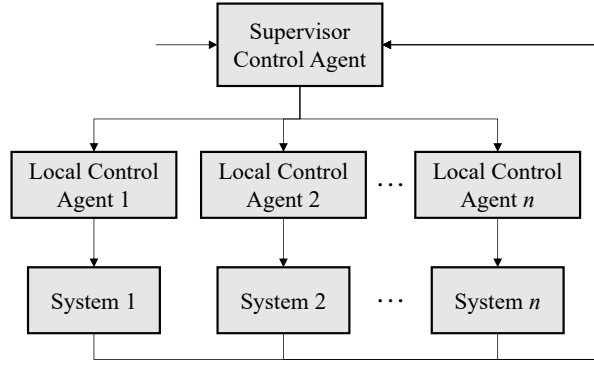 Supervisor
Control Agent
Local Control
Agent 1
Local Control
Agent 2
...
Local Control
Agent n
System 1
System 2
...
System n